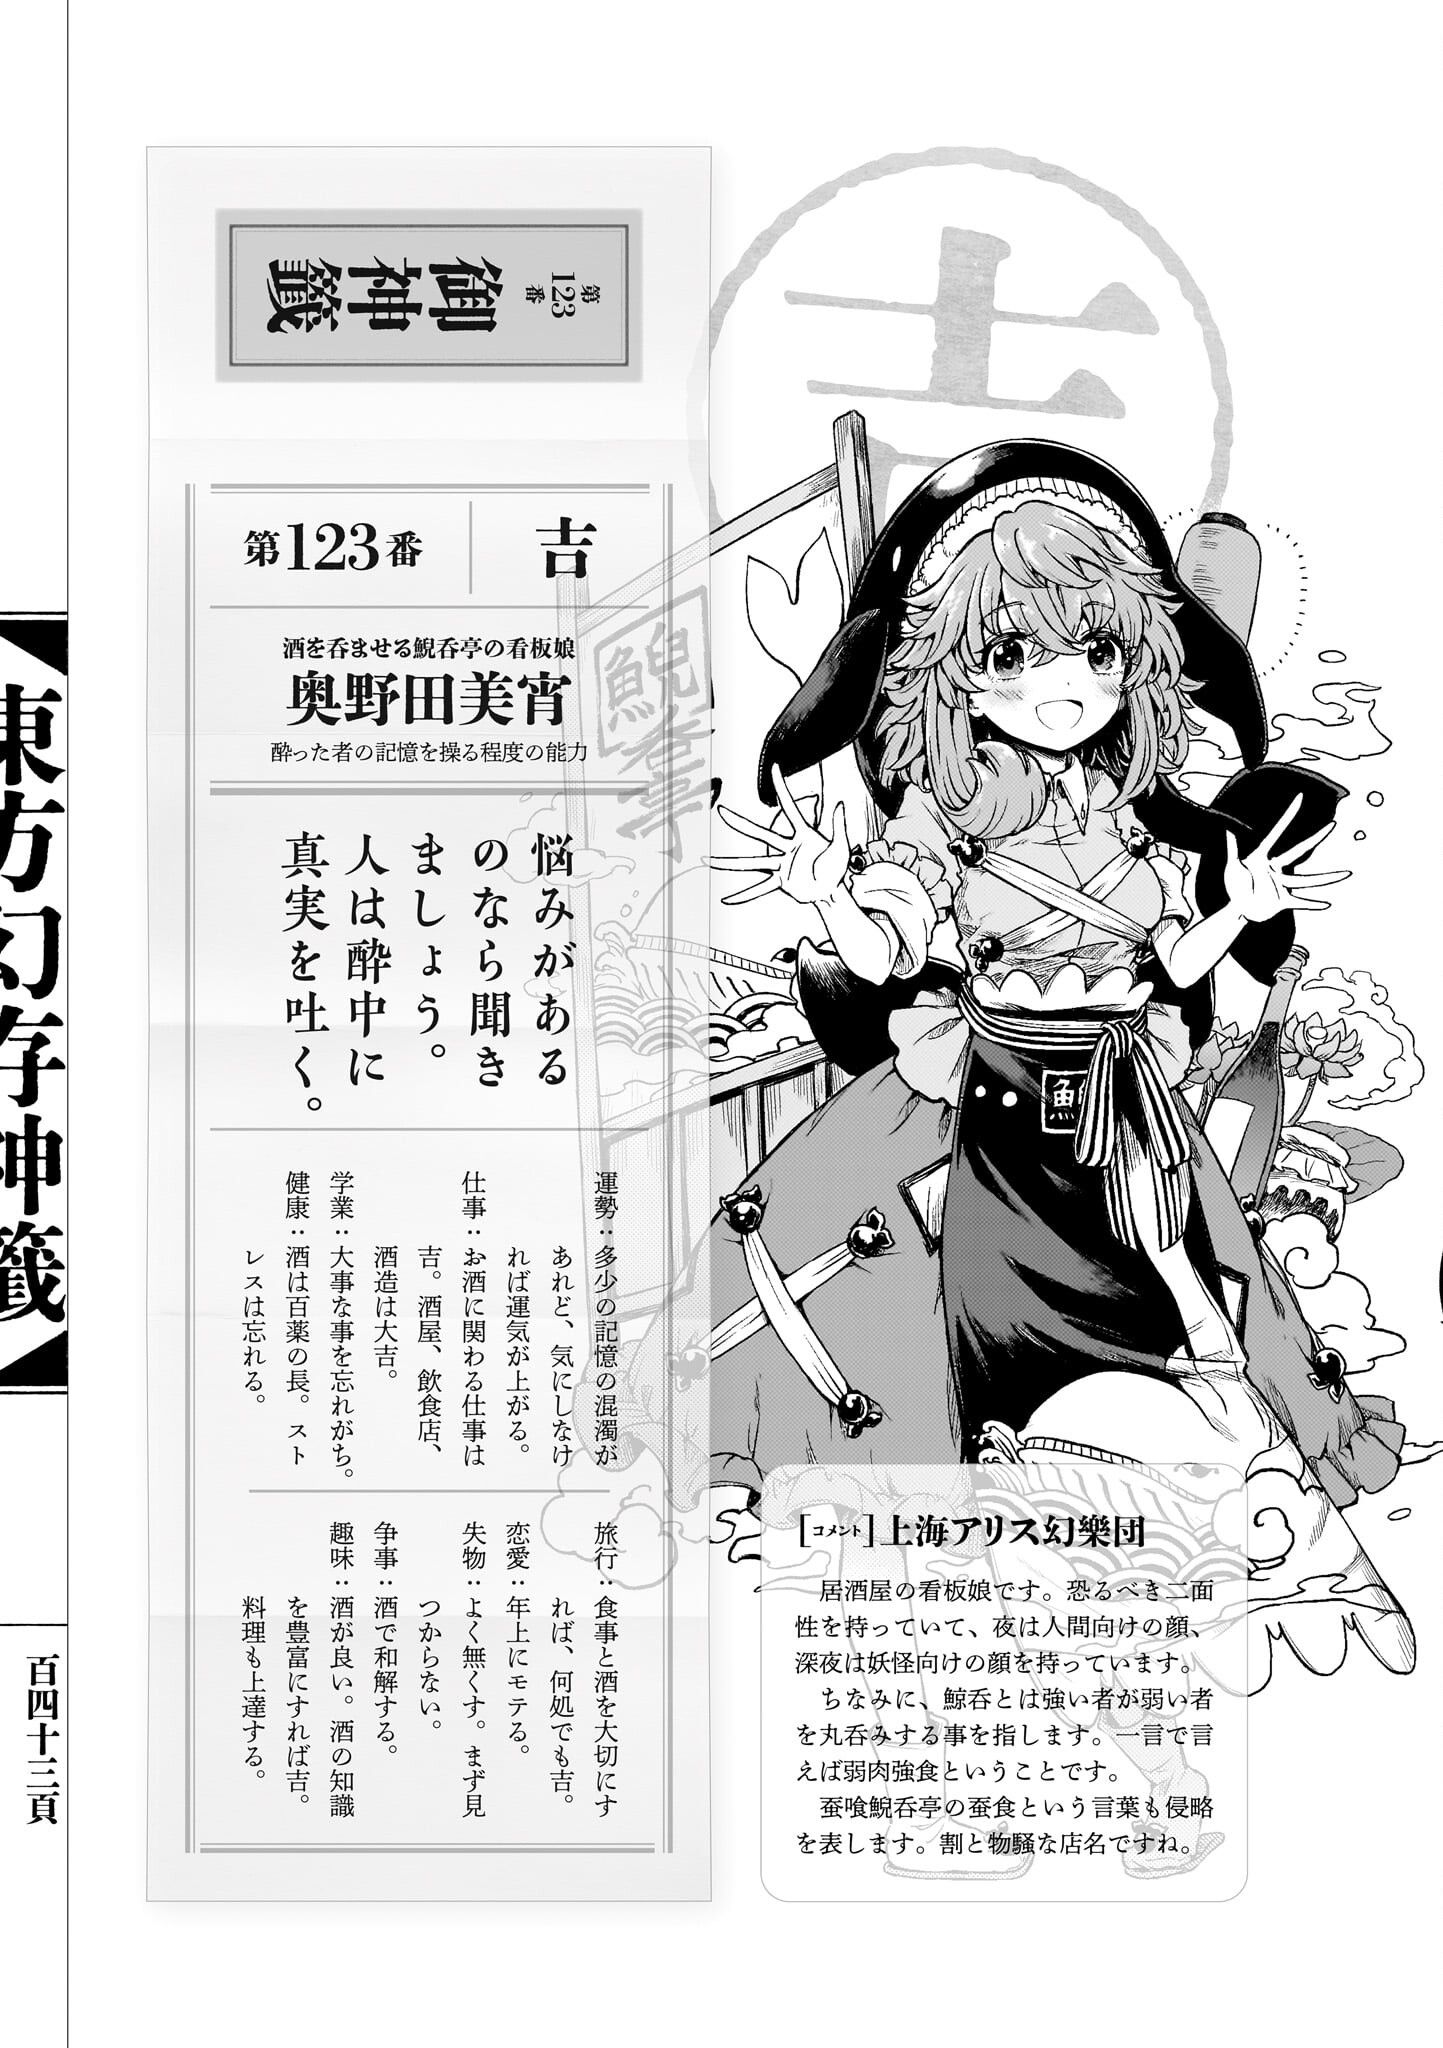 吉
御神籤
第123番
第123番
吉
酒を呑ませる鯢呑亭の看板娘
奥野田美宵
酔った者の記憶を操る程度の能力
悩みがある
のなら聞き
ましょう。
人は酔中に
真実を吐く。
運勢：多少の記憶の混濁が
あれど、気にしなけ
れば運気が上がる。
仕事：お酒に関わる仕事は
吉。酒屋、飲食店、
酒造は大吉。
学業：大事な事を忘れがち。
健康：酒は百薬の長。スト
レスは忘れる。
旅行：食事と酒を大切にす
れば、何処でも吉。
恋愛：年上にモテる。
失物：よく無くす。まず見
つからない。
争事：酒で和解する。
趣味：酒が良い。酒の知識
を豊富にすれば吉。
料理も上達する。
鯢呑亭
鯢
［コメント］上海アリス幻樂団
居酒屋の看板娘です。恐るべき二面
性を持っていて、夜は人間向けの顔、
深夜は妖怪向けの顔を持っています。
ちなみに、鯨呑とは強い者が弱い者
を丸呑みする事を指します。一言で言
えば弱肉強食ということです。
蚕喰鯢呑亭の蚕食という言葉も侵略
を表します。割と物騒な店名ですね。
東方幻存神籤
百四十三頁